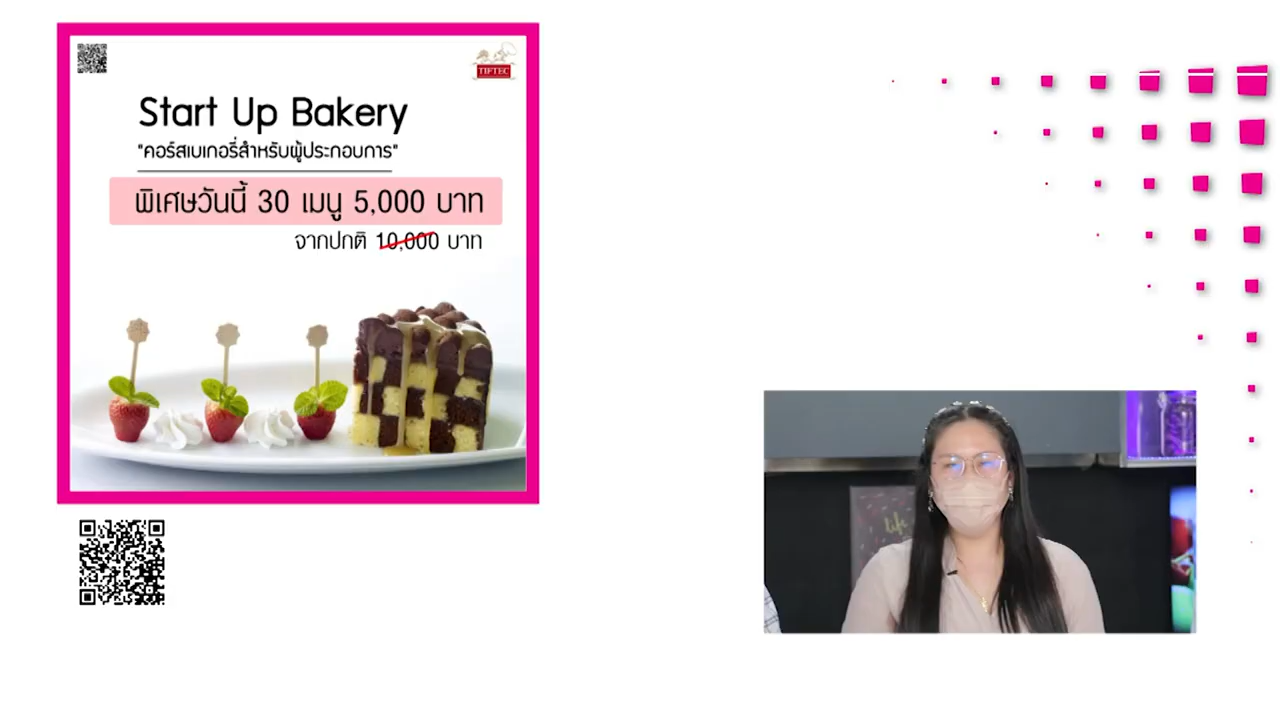 TIFTEC
Start Up Bakery
"คอร์สเบเกอรี่สำหรับผู้ประกอบการ"
พิเศษวันนี้ 30 เมนู 5,000 บาท
จากปกติ 10,000 บาท
life